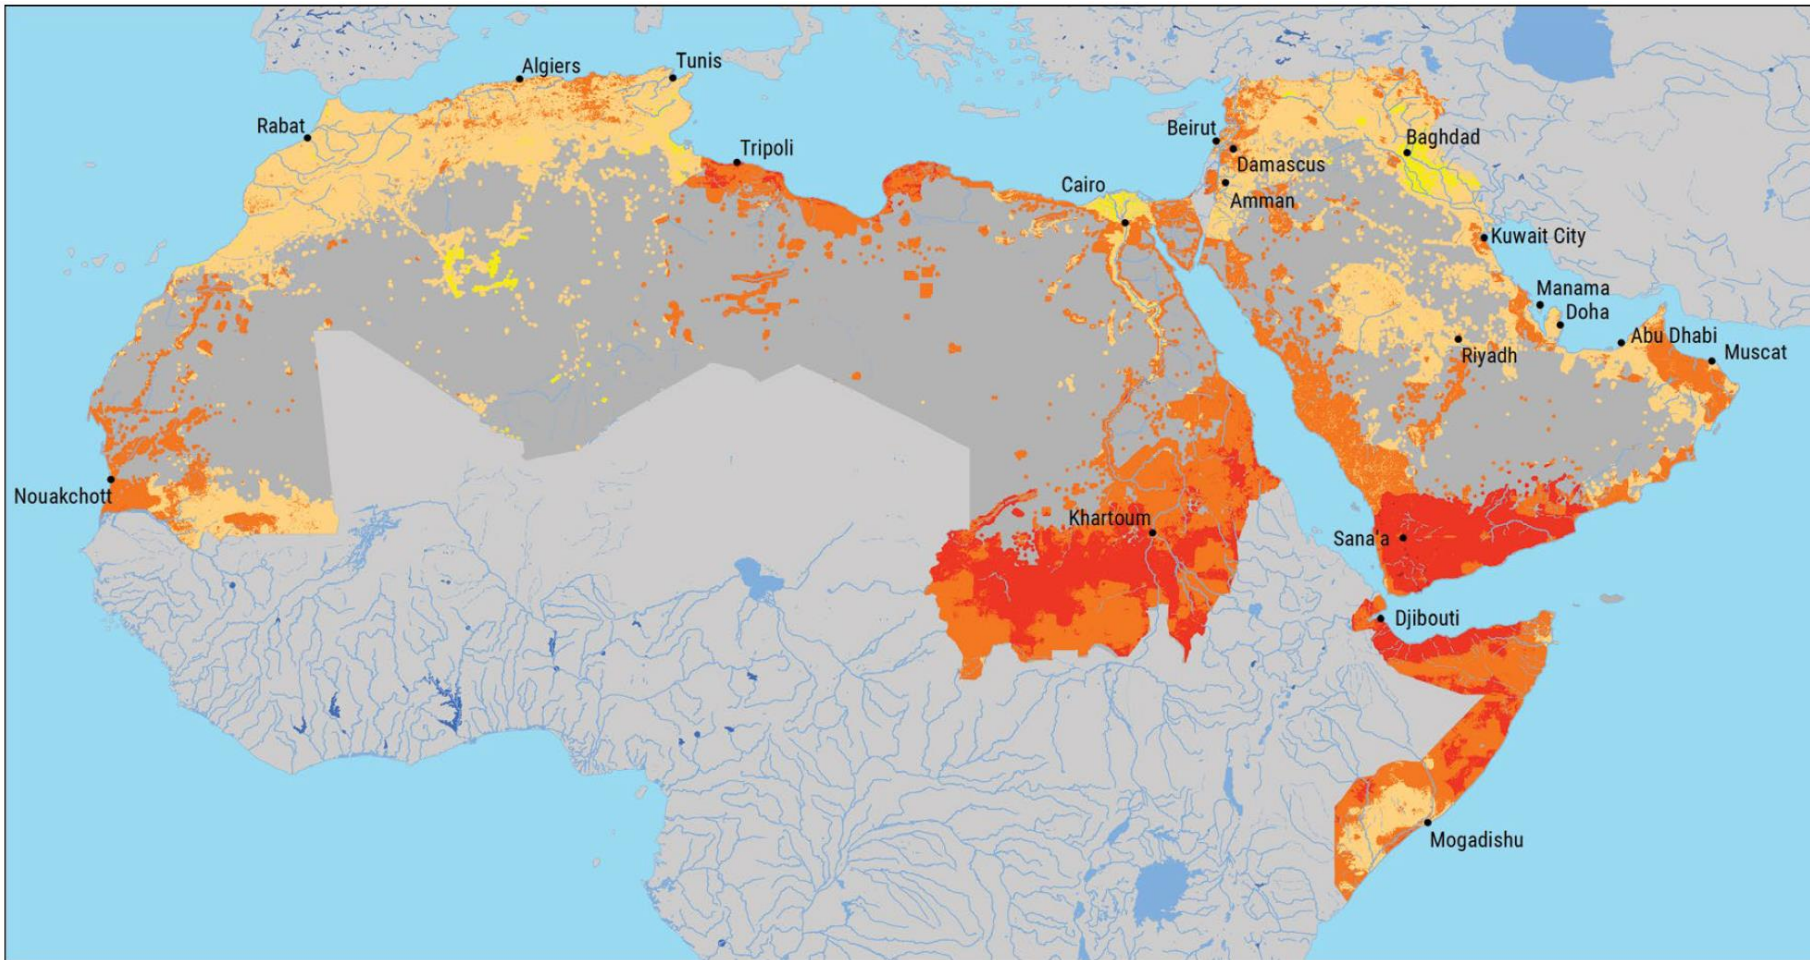 Algiers
Tunis
Rabat
Tripoli
Beirut
Baghdad
Damascus
Cairo
Amman
Kuwait City
Manama
Doha
Abu Dhabi
Riyadh
Muscat
Nouakchott
Khartoum
Sana'a
Djibouti
Mogadishu